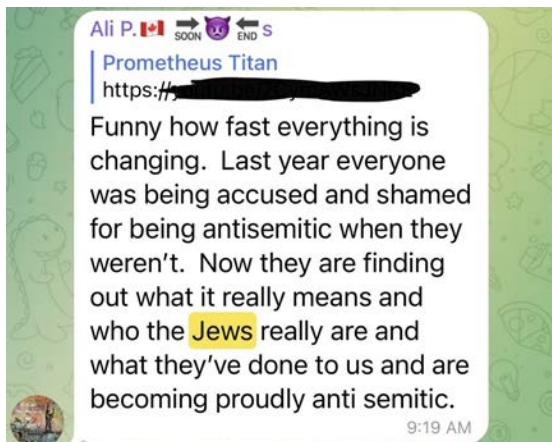 Ali P.🇨🇦 🔜😈🔚s
Prometheus Titan
https:/
Funny how fast everything is
changing. Last year everyone
was being accused and shamed
for being antisemitic when they
weren't. Now they are finding
out what it really means and
who the Jews really are and
what they've done to us and are
becoming proudly anti semitic.
9:19 AM